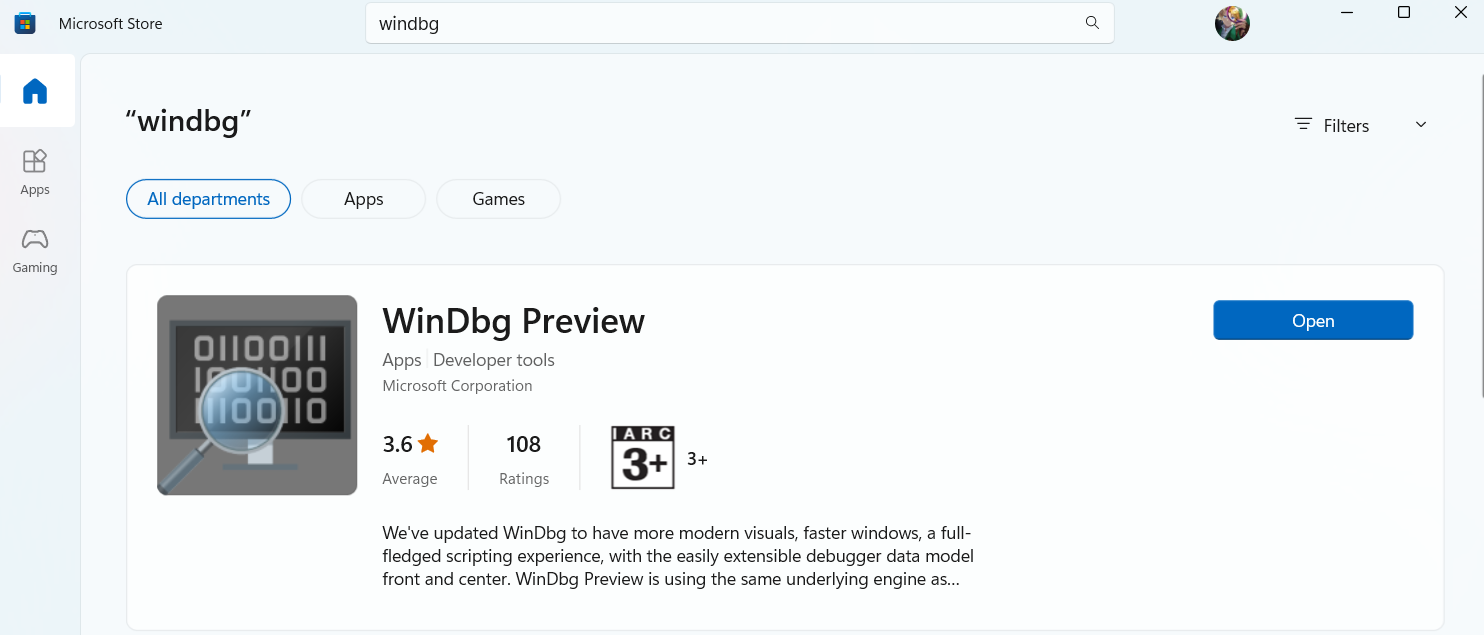 Microsoft Store
windbg
“windbg”
Filters
Apps
Gaming
All departments
Apps
Games
01100111
1001100
1100110
WinDbg Preview
Open
Apps Developer tools
Microsoft Corporation
3.6
Average
108
Ratings
IARC
3+
3+
We've updated WinDbg to have more modern visuals, faster windows, a full-
fledged scripting experience, with the easily extensible debugger data model
front and center. WinDbg Preview is using the same underlying engine as...